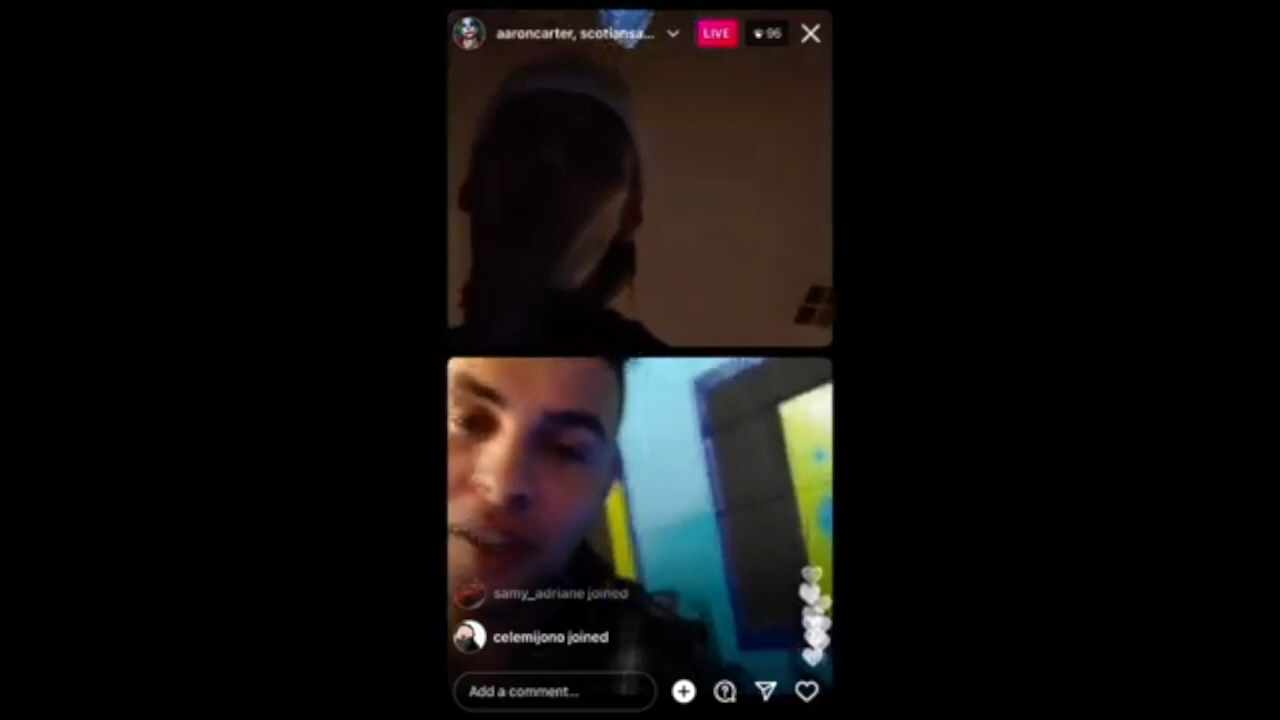 aaroncarter, scotiansa...
LIVE
96
samy_adriane joined
celemijono joined
Add a comment...